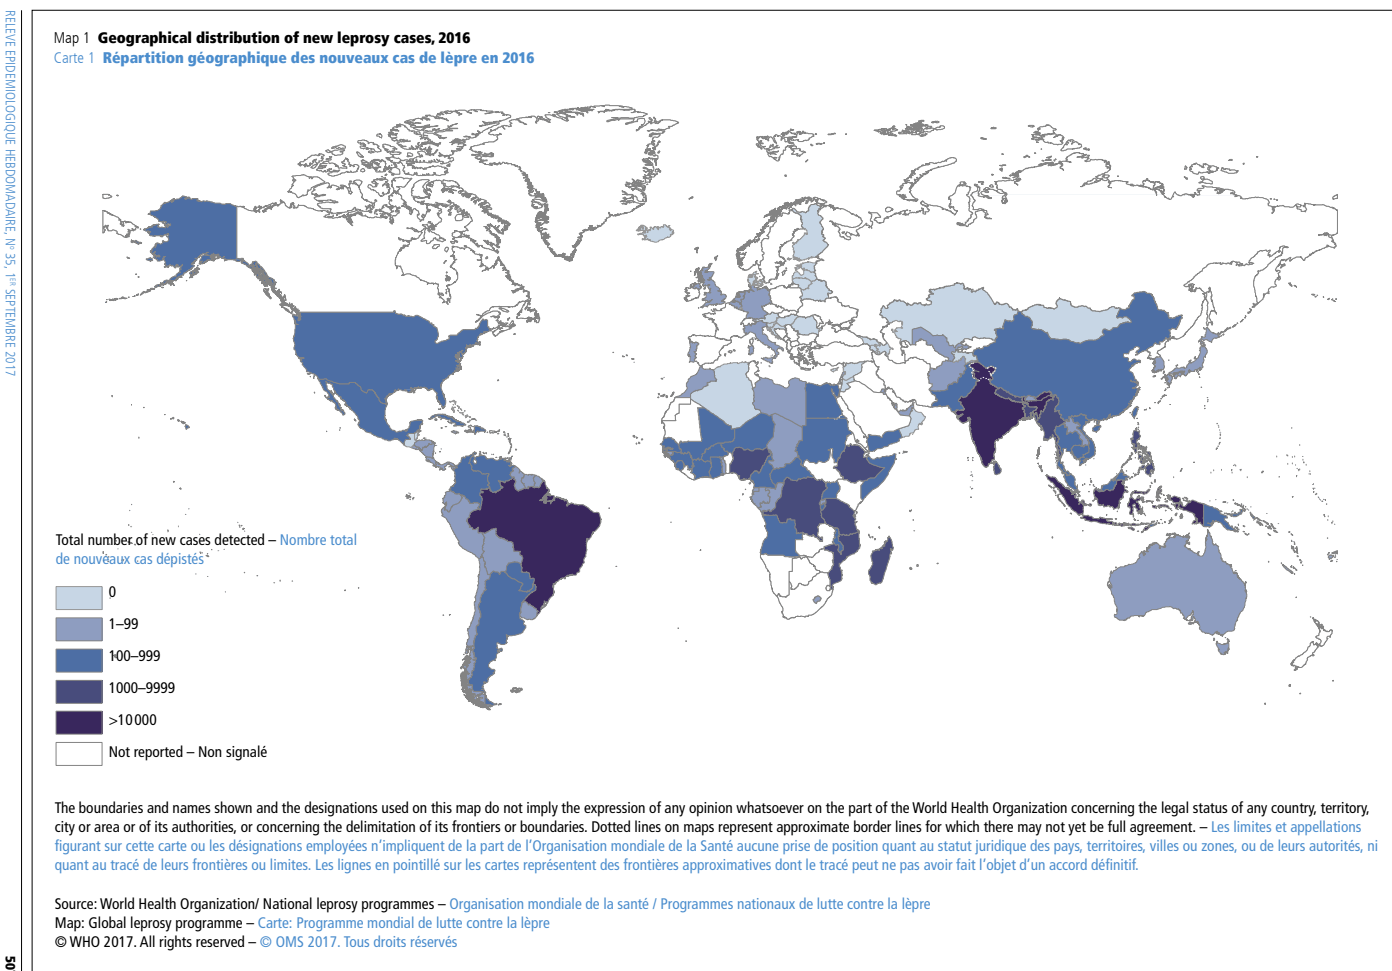 RELEVE EPIDEMIOLOGIQUE HEBDOMADAIRE, No 35, 1ER SEPTEMBRE 2017
50
Map 1 Geographical distribution of new leprosy cases, 2016
Carte 1 Répartition géographique des nouveaux cas de lèpre en 2016
Total number of new cases detected – Nombre total
de nouveaux cas dépistés
0
1–99
100–999
1000–9999
>10 000
Not reported – Non signalé
The boundaries and names shown and the designations used on this map do not imply the expression of any opinion whatsoever on the part of the World Health Organization concerning the legal status of any country, territory,
city or area or of its authorities, or concerning the delimitation of its frontiers or boundaries. Dotted lines on maps represent approximate border lines for which there may not yet be full agreement. – Les limites et appellations
figurant sur cette carte ou les désignations employées n'impliquent de la part de l'Organisation mondiale de la Santé aucune prise de position quant au statut juridique des pays, territoires, villes ou zones, ou de leurs autorités, ni
quant au tracé de leurs frontières ou limites. Les lignes en pointillé sur les cartes représentent des frontières approximatives dont le tracé peut ne pas avoir fait l'objet d'un accord définitif.
Source: World Health Organization/ National leprosy programmes – Organisation mondiale de la santé / Programmes nationaux de lutte contre la lèpre
Map: Global leprosy programme – Carte: Programme mondial de lutte contre la lèpre
© WHO 2017. All rights reserved – © OMS 2017. Tous droits réservés